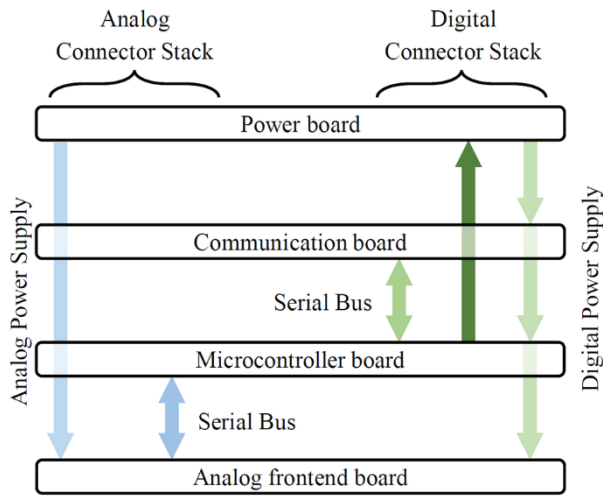 Analog
Connector Stack
Digital
Connector Stack
Power board
Analog Power Supply
Digital Power Supply
Communication board
Serial Bus
Microcontroller board
Serial Bus
Analog frontend board